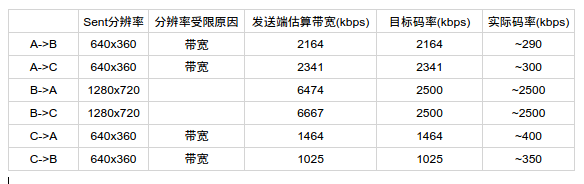 Sent分辨率 分辨率受限原因 发送端估算带宽(kbps) 目标码率(kbps) 实际码率(kbps)
A->B 640x360 带宽 2164 2164 ~290
A->C 640x360 带宽 2341 2341 ~300
B->A 1280x720 6474 2500 ~2500
B->C 1280x720 6667 2500 ~2500
C->A 640x360 带宽 1464 1464 ~400
C->B 640x360 带宽 1025 1025 ~350